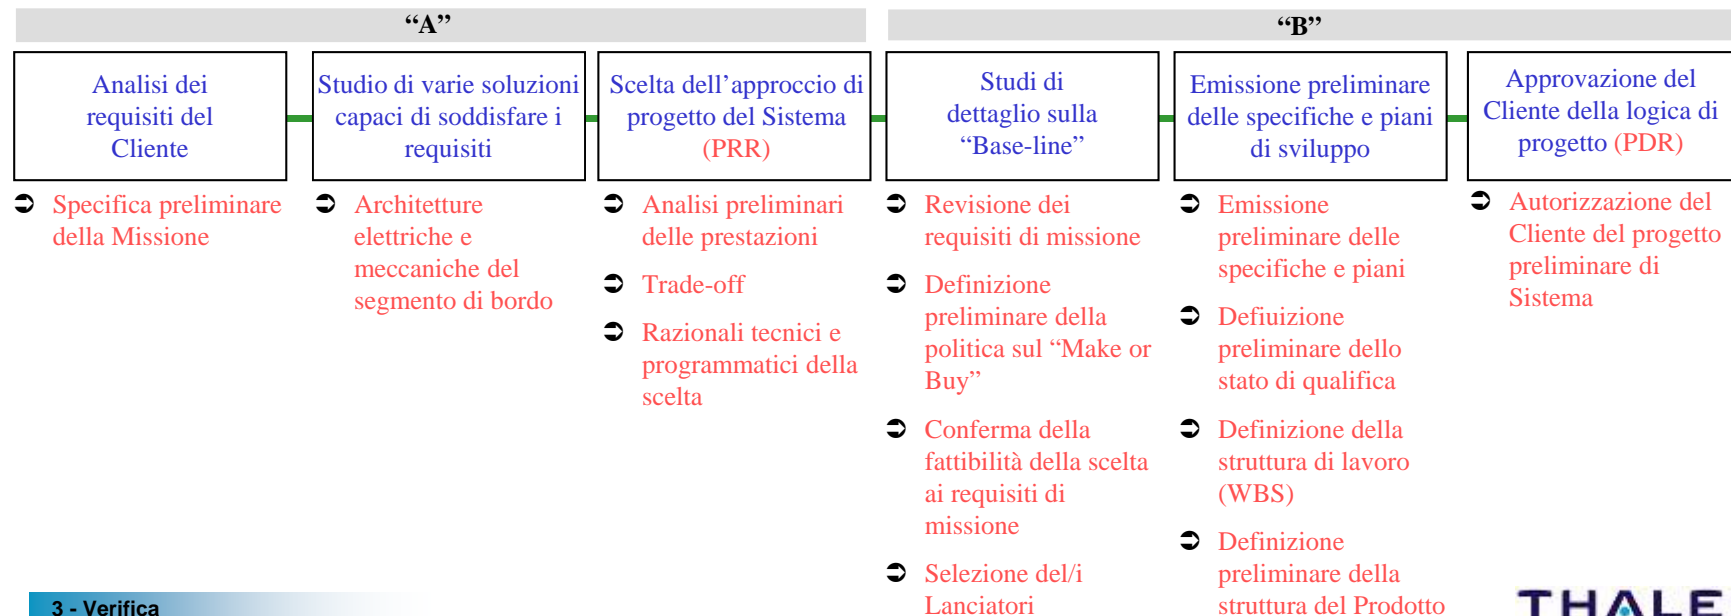 “A”
“B”
Analisi dei
requisiti del
Cliente
Studio di varie soluzioni
capaci di soddisfare i
requisiti
Scelta dell’approccio di
progetto del Sistema
(PRR)
Studi di
dettaglio sulla
“Base-line”
Emissione preliminare
delle specifiche e piani
di sviluppo
Approvazione del
Cliente della logica di
progetto (PDR)
➲ Specifica preliminare
della Missione
➲ Architetture
elettriche e
meccaniche del
segmento di bordo
➲ Analisi preliminari
delle prestazioni
➲ Trade-off
➲ Razionali tecnici e
programmatici della
scelta
➲ Revisione dei
requisiti di missione
➲ Definizione
preliminare della
politica sul “Make or
Buy”
➲ Conferma della
fattibilità della scelta
ai requisiti di
missione
➲ Selezione del/i
Lanciatori
➲ Emissione
preliminare delle
specifiche e piani
➲ Defiuizione
preliminare dello
stato di qualifica
➲ Definizione della
struttura di lavoro
(WBS)
➲ Definizione
preliminare della
struttura del Prodotto
➲ Autorizzazione del
Cliente del progetto
preliminare di
Sistema
3 - Verifica
THALE